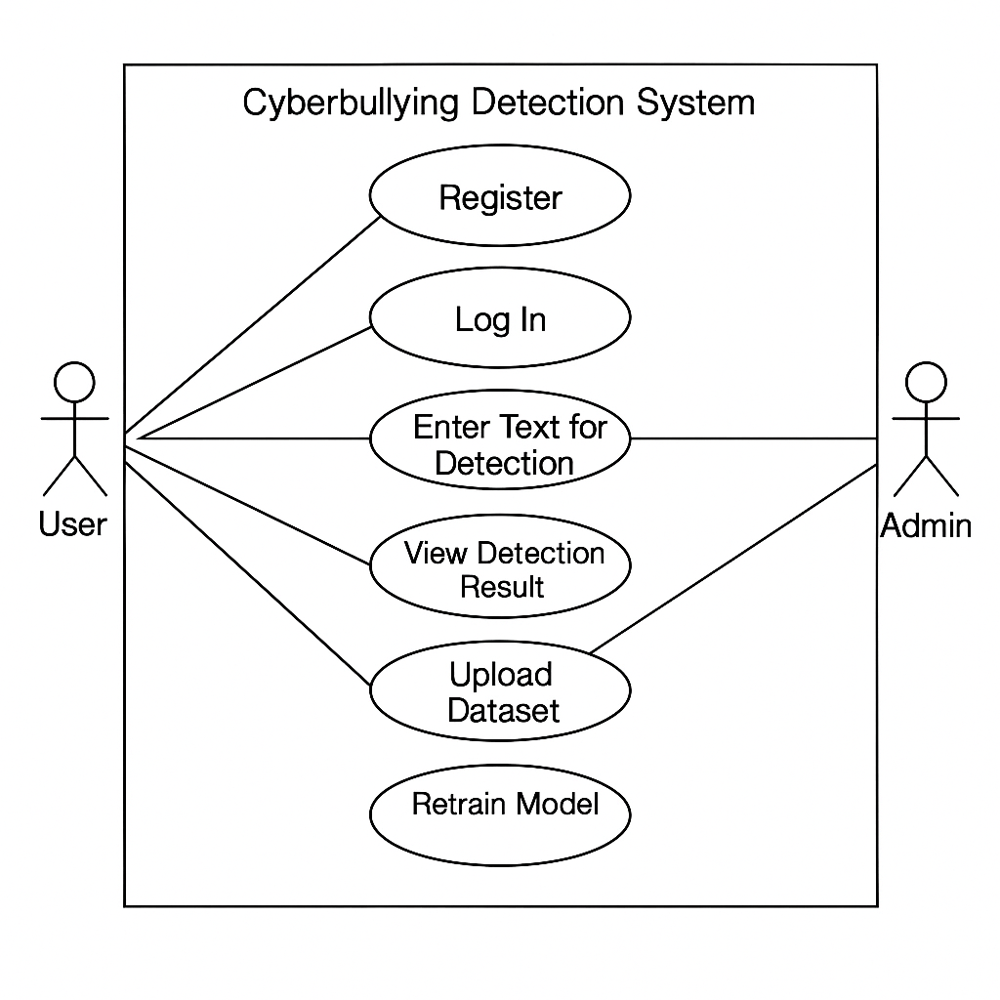 Cyberbullying Detection System
Register
Log In
Enter Text for
Detection
View Detection
Result
Upload
Dataset
Retrain Model
User
Admin